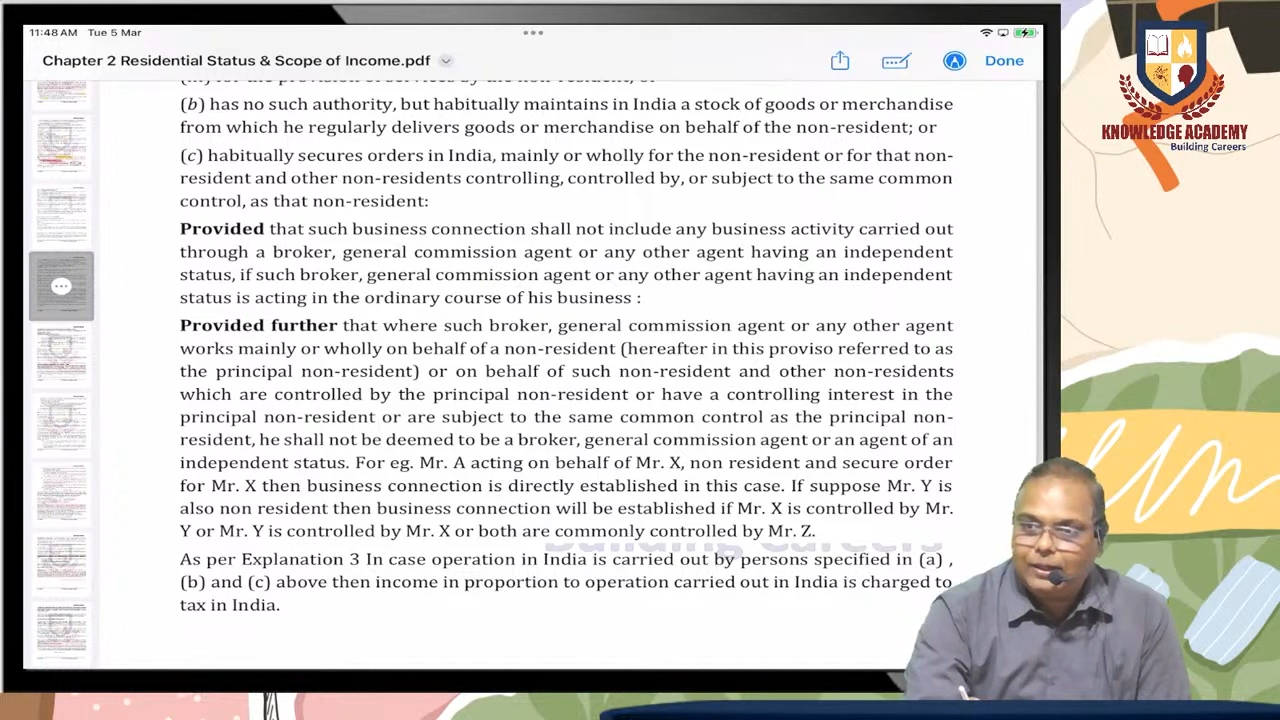 11:48 AM Tue 5 Mar
Chapter 2 Residential Status & Scope of Income.pdf
Done
KNOWLEDGE ACADEMY
Building Careers
(b) has no such authority, but habitually maintains in India a stock of goods or merchandise
from which he regularly delivers goods or merchandise on behalf of the non-resident, or
(c) habitually secures orders in India, mainly or wholly for the non-resident or for that non-
resident and other non-residents controlling, controlled by, or subject to the same common
control, as that non-resident:
Provided that such business connection shall not include any business activity carried out
through a broker, general commission agent or any other agent having an independent
status, if such broker, general commission agent or any other agent having an independent
status is acting in the ordinary course of his business :
Provided further that where such broker, general commission agent or any other agent
works mainly or wholly on behalf of a non-resident (hereafter in this referred to as
the principal non-resident) or on behalf of such non-resident and other non-residents
which are controlled by the principal non-resident or have a controlling interest in the
principal non-resident or are subject to the same common control as the principal non-
resident, he shall not be deemed to be a broker, general commission agent or an agent of an
independent status. For eg. Mr. A acting on behalf of Mr. X, contract and secure order
for Mr. X then business connection is directly established in this case. If suppose Mr. Y is
also non resident then business connection will be established if Mr. X is controlled by Mr.
Y or Mr. Y is controlled by Mr. X or both are commonly controlled by Mr. Z.
As per Explanation 3 In case of business operation is carried out by agent as specified in (a)
(b) and (c) above then income in proportion to operation carried out in India is charge to
tax in India.